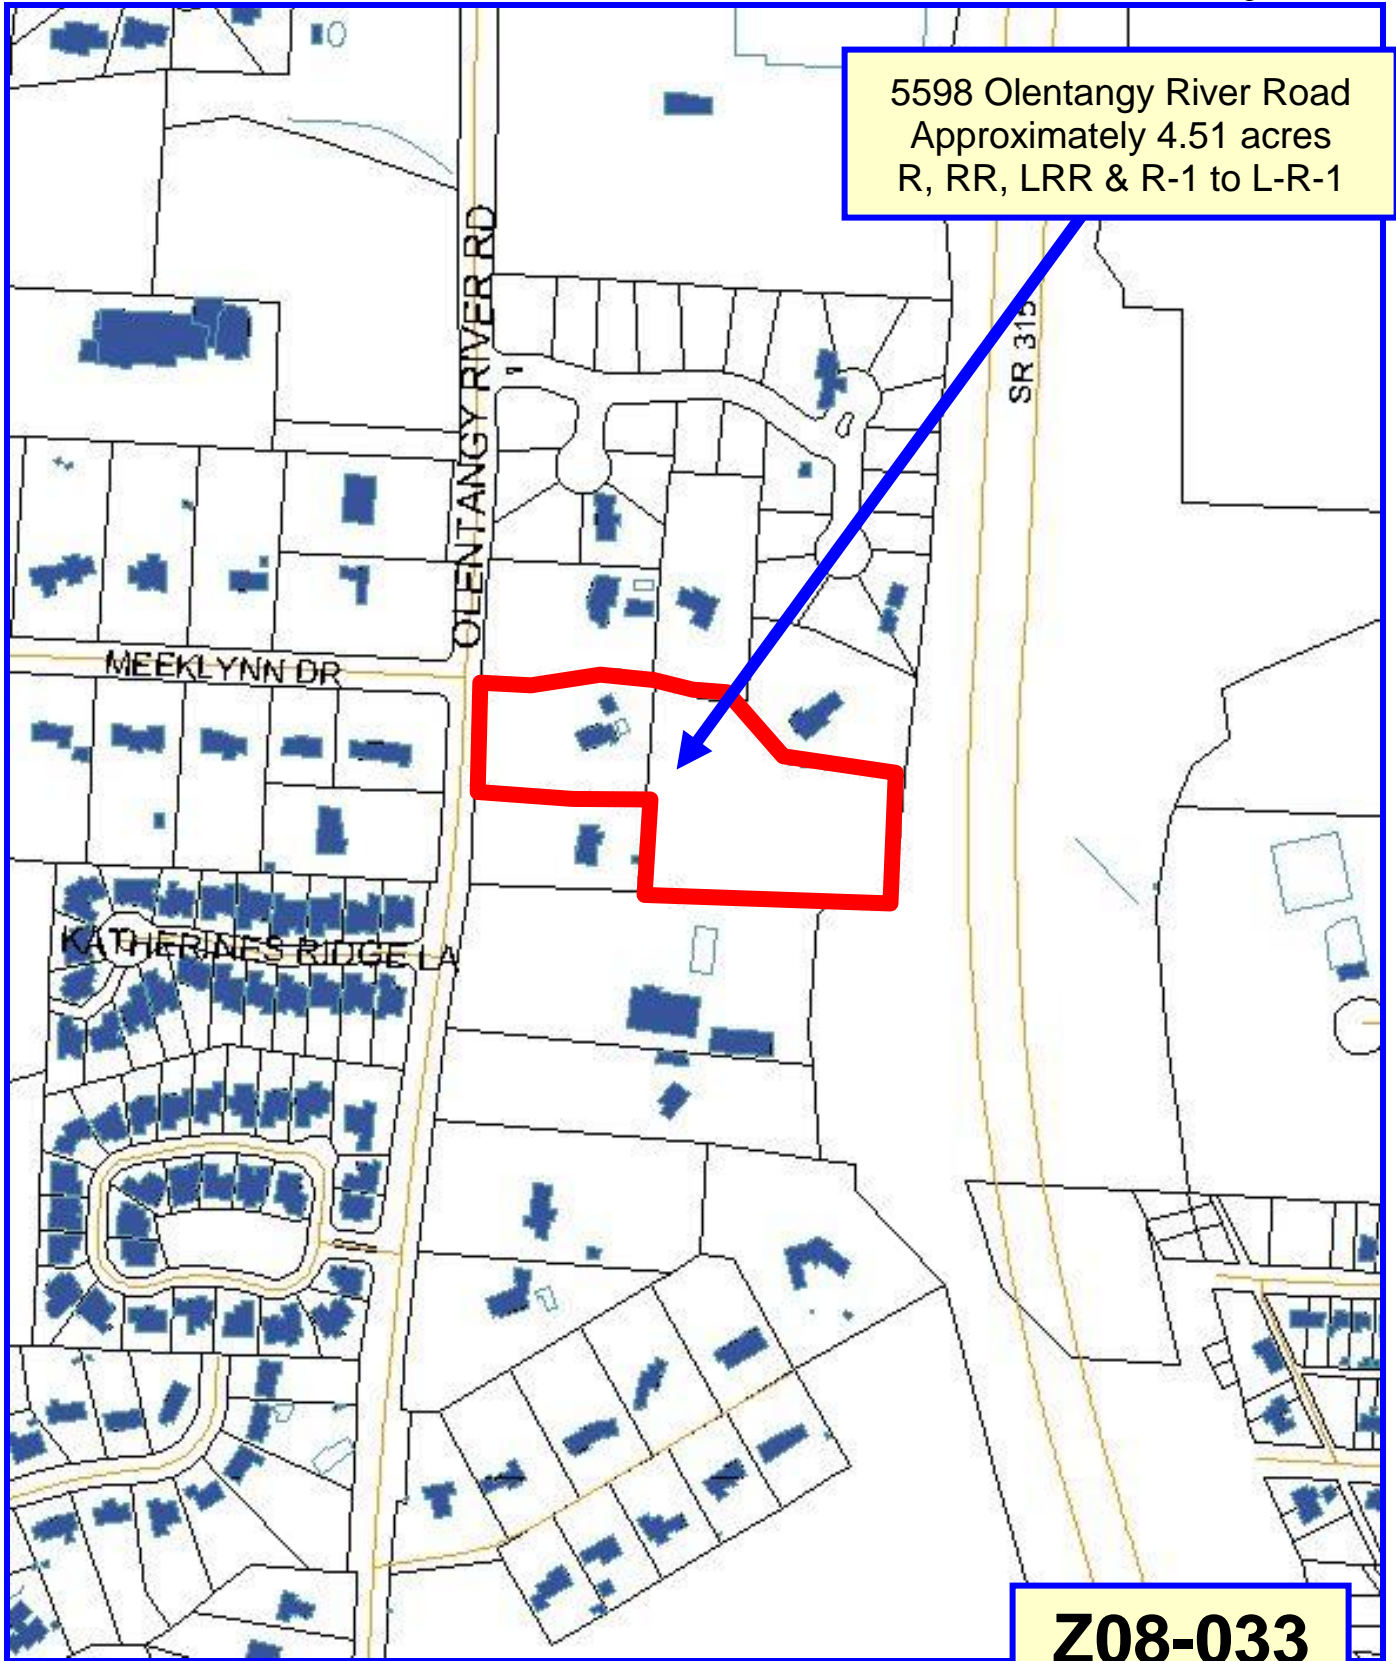 5598 Olentangy River Road
Approximately 4.51 acres
R, RR, LRR & R-1 to L-R-1
OLENTANGY RIVER RD
SR 315
MEEKLYNN DR
KATHERINES RIDGE LA
Z08-033